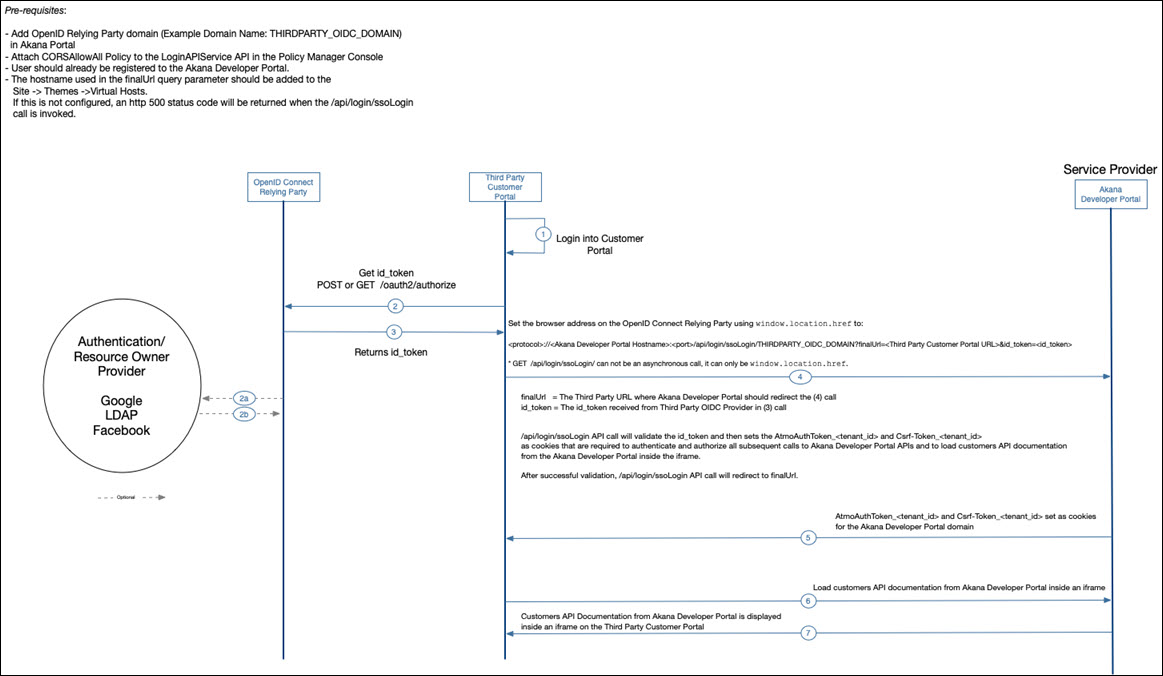 Pre-requisites:
- Add OpenID Relying Party domain (Example Domain Name: THIRDPARTY_OIDC_DOMAIN)
in Akana Portal
- Attach CORSAllowAll Policy to the LoginAPIService API in the Policy Manager Console
- User should already be registered to the Akana Developer Portal.
- The hostname used in the finalUrl query parameter should be added to the
Site -> Themes ->Virtual Hosts.
If this is not configured, an http 500 status code will be returned when the /api/login/ssoLogin
call is invoked.
Service Provider
OpenID Connect
Relying Party
Third Party
Customer
Portal
Akana
Developer Portal
1
Login into Customer
Portal
Get id_token
POST or GET /oauth2/authorize
2
3
Returns id_token
Set the browser address on the OpenID Connect Relying Party using window.location.href to:
<protocol>://<Akana Developer Portal Hostname>:<port>/api/login/ssoLogin/THIRDPARTY_OIDC_DOMAIN?finalUrl=<Third Party Customer Portal URL>&id_token=<id_token>
* GET /api/login/ssoLogin/ can not be an asynchronous call, it can only be window.location.href.
4
Authentication/
Resource Owner
Provider
Google
LDAP
Facebook
2a
2b
Optional
finalUrl = The Third Party URL where Akana Developer Portal should redirect the (4) call
id_token = The id_token received from Third Party OIDC Provider in (3) call
/api/login/ssoLogin API call will validate the id_token and then sets the AtmoAuthToken_<tenant_id> and Csrf-Token_<tenant_id>
as cookies that are required to authenticate and authorize all subsequent calls to Akana Developer Portal APIs and to load customers API documentation
from the Akana Developer Portal inside the iframe.
After successful validation, /api/login/ssoLogin API call will redirect to finalUrl.
AtmoAuthToken_<tenant_id> and Csrf-Token_<tenant_id> set as cookies
for the Akana Developer Portal domain
5
Load customers API documentation from Akana Developer Portal inside an iframe
6
Customers API Documentation from Akana Developer Portal is displayed
inside an iframe on the Third Party Customer Portal
7